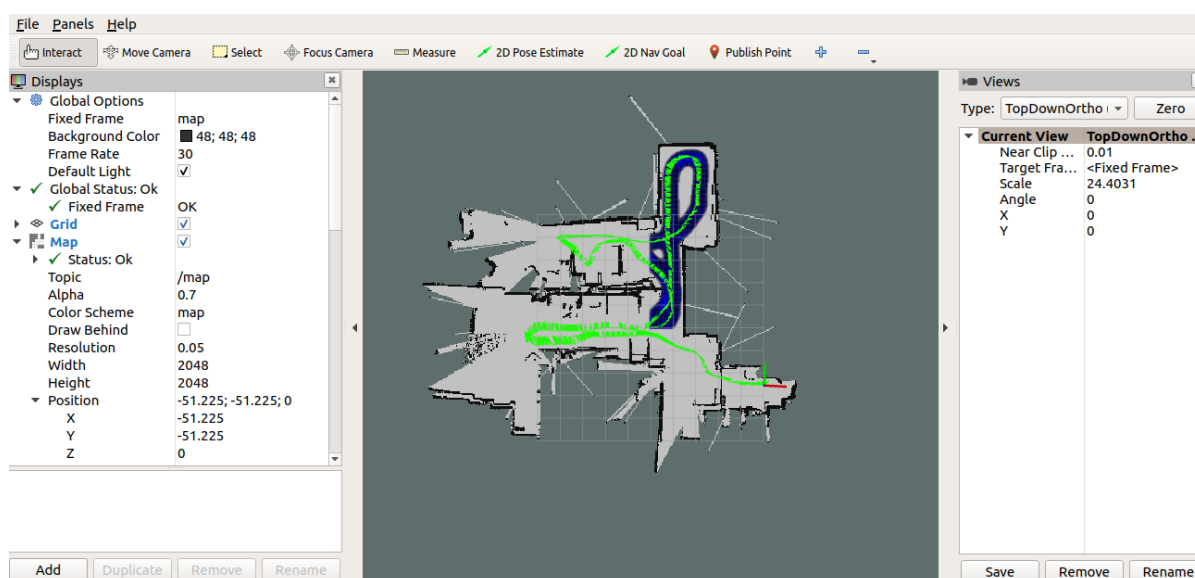 File Panels Help
Interact Move Camera Select Focus Camera Measure 2D Pose Estimate 2D Nav Goal Publish Point
Displays
Global Options
Fixed Frame map
Background Color 48; 48; 48
Frame Rate 30
Default Light
Global Status: Ok
Fixed Frame OK
Grid
Map
Status: Ok
Topic /map
Alpha 0.7
Color Scheme map
Draw Behind
Resolution 0.05
Width 2048
Height 2048
Position -51.225; -51.225; 0
X -51.225
Y -51.225
Z 0
Add Duplicate Remove Rename
Views
Type: TopDownOrtho ( Zero
Current View TopDownOrtho ...
Near Clip ... 0.01
Target Fra... <Fixed Frame>
Scale 24.4031
Angle 0
X 0
Y 0
Save Remove Rename